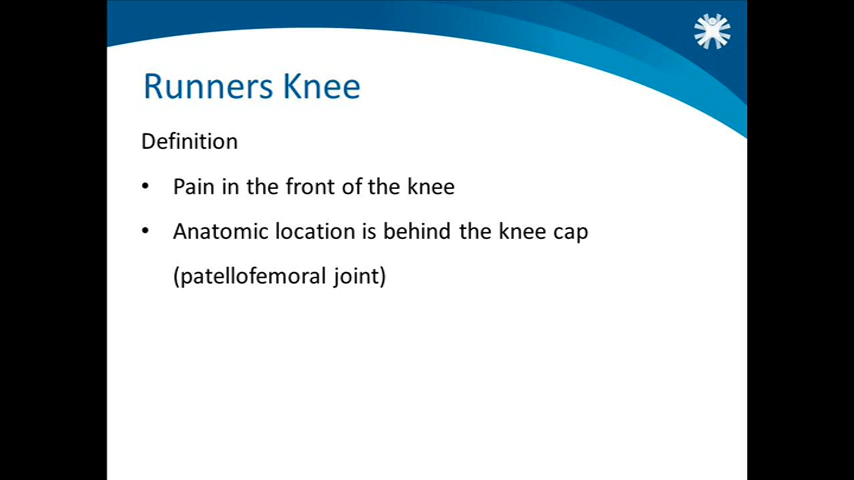 Runners Knee
Definition
• Pain in the front of the knee
• Anatomic location is behind the knee cap
(patellofemoral joint)